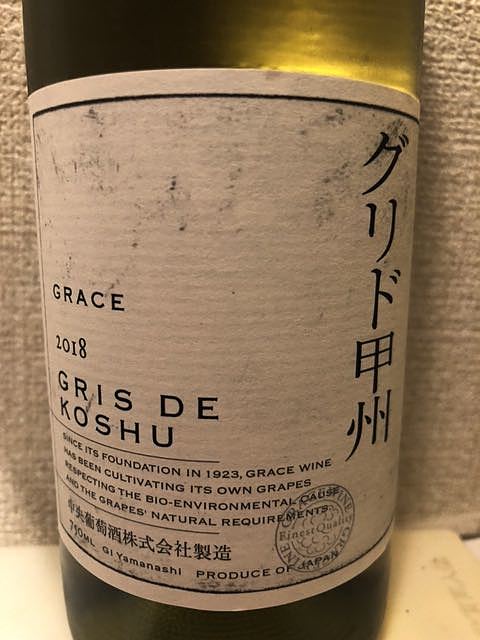 グリド甲州
GRACE
2018
GRIS DE
KOSHU
SINCE ITS FOUNDATION IN 1923, GRACE WINE
HAS BEEN CULTIVATING ITS OWN GRAPES
RESPECTING THE BIO-ENVIRONMENTAL CAUSE
AND THE GRAPES' NATURAL REQUIREMENTS.
中央葡萄酒株式会社製造
750ML GI Yamanashi PRODUCE OF JAPAN
Finest Quality